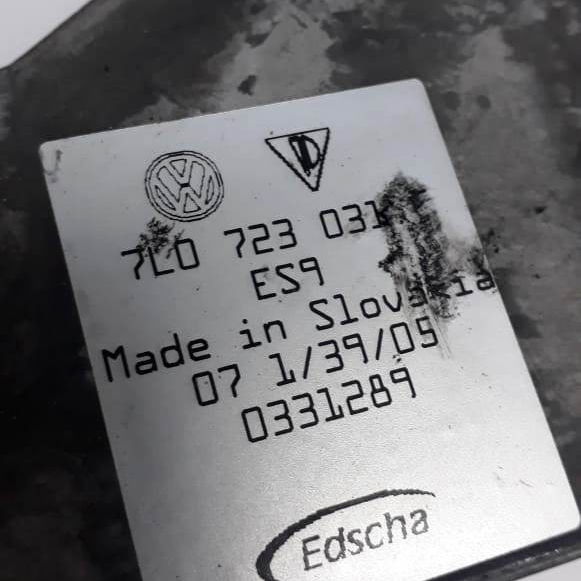 7L0 723 031
ES9
Made in Slovakia
07 1/39/05
0331289
Edscha